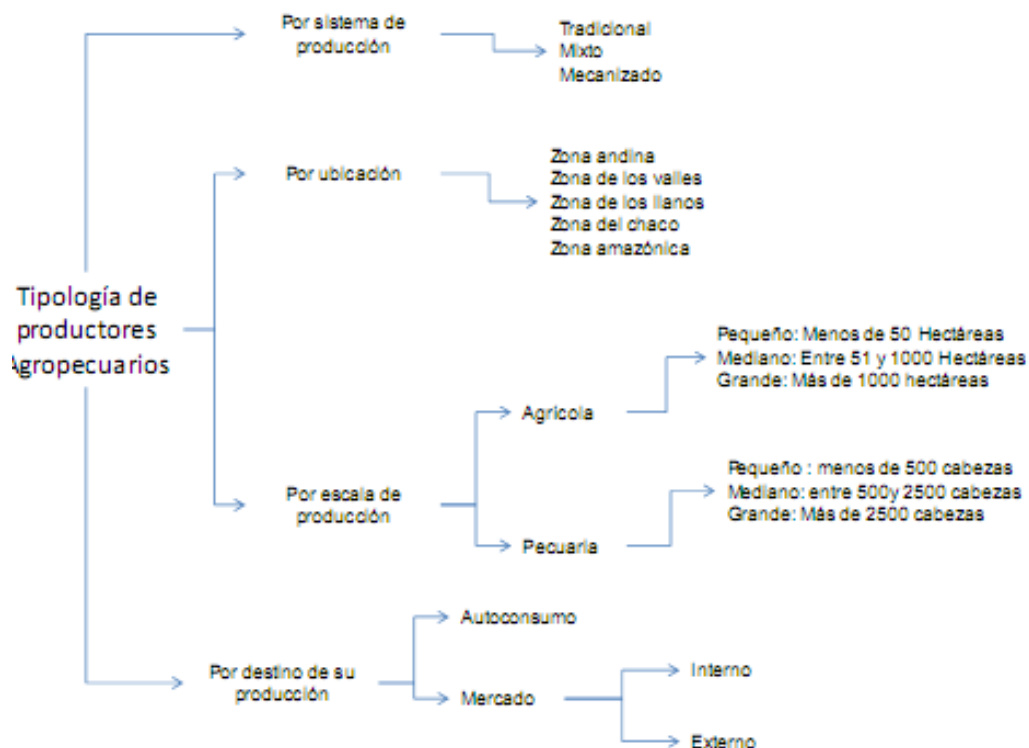 Por sistema de
producción
Tradicional
Mixto
Mecanizado
Por ubicación
Zona andina
Zona de los valles
Zona de los llanos
Zona del chaco
Zona amazónica
Tipología de
productores
Agropecuarios
Por escala de
producción
Agrícola
Pequeño: Menos de 50 Hectáreas
Mediano: Entre 51 y 1000 Hectáreas
Grande: Más de 1000 hectáreas
Pecuaria
Pequeño : menos de 500 cabezas
Mediano: entre 500y 2500 cabezas
Grande: Más de 2500 cabezas
Por destino de su
producción
Autoconsumo
Mercado
Interno
Externo